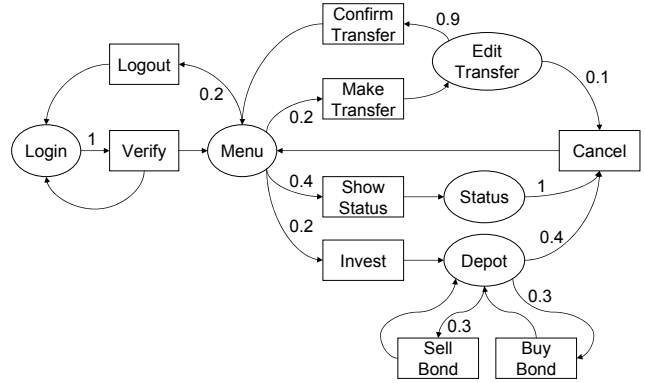 Confirm
Transfer
0.9
Edit
Transfer
Logout
0.2
Make
Transfer
0.2
0.1
Login
1
Verify
Menu
Cancel
0.4
Show
Status
Status
1
0.2
Invest
Depot
0.4
0.3
0.3
Sell
Bond
Buy
Bond